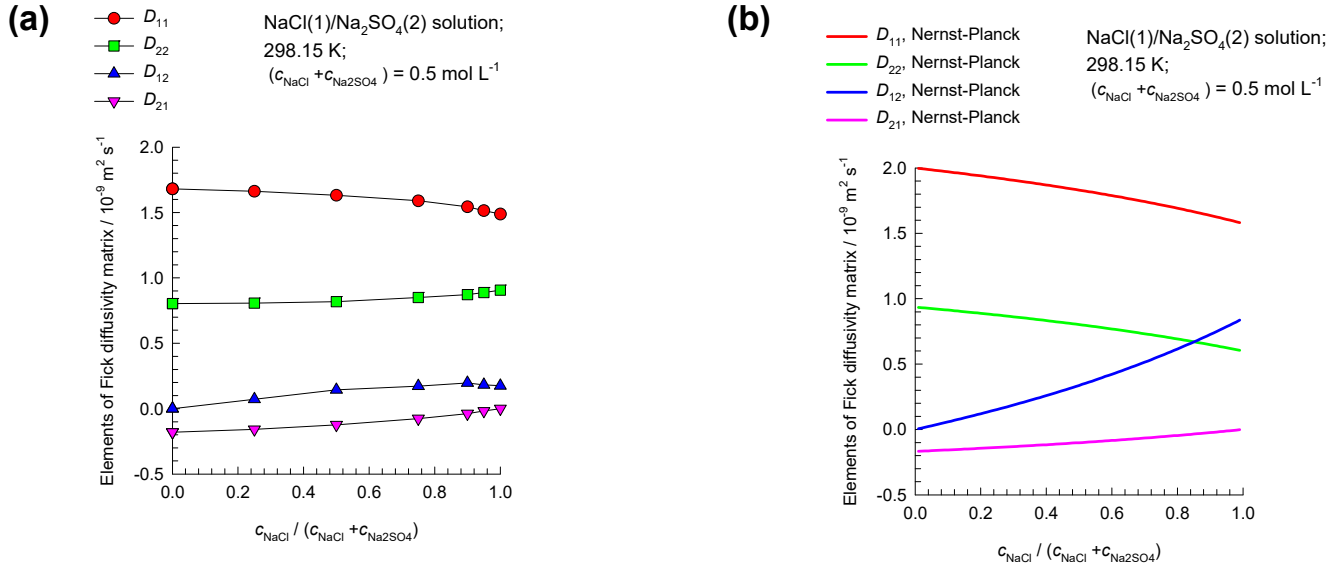 (a)
D11
D22
D12
D21
NaCl(1)/Na2SO4(2) solution;
298.15 K;
(cNaCl +cNa2SO4 ) = 0.5 mol L-1
Elements of Fick diffusivity matrix / 10-9 m2 s-1
2.0
1.5
1.0
0.5
0.0
-0.5
0.0 0.2 0.4 0.6 0.8 1.0
cNaCl / (cNaCl +cNa2SO4)
(b)
D11, Nernst-Planck
D22, Nernst-Planck
D12, Nernst-Planck
D21, Nernst-Planck
NaCl(1)/Na2SO4(2) solution;
298.15 K;
(cNaCl +cNa2SO4 ) = 0.5 mol L-1
Elements of Fick diffusivity matrix / 10-9 m2 s-1
2.0
1.5
1.0
0.5
0.0
-0.5
0.0 0.2 0.4 0.6 0.8 1.0
cNaCl / (cNaCl +cNa2SO4)